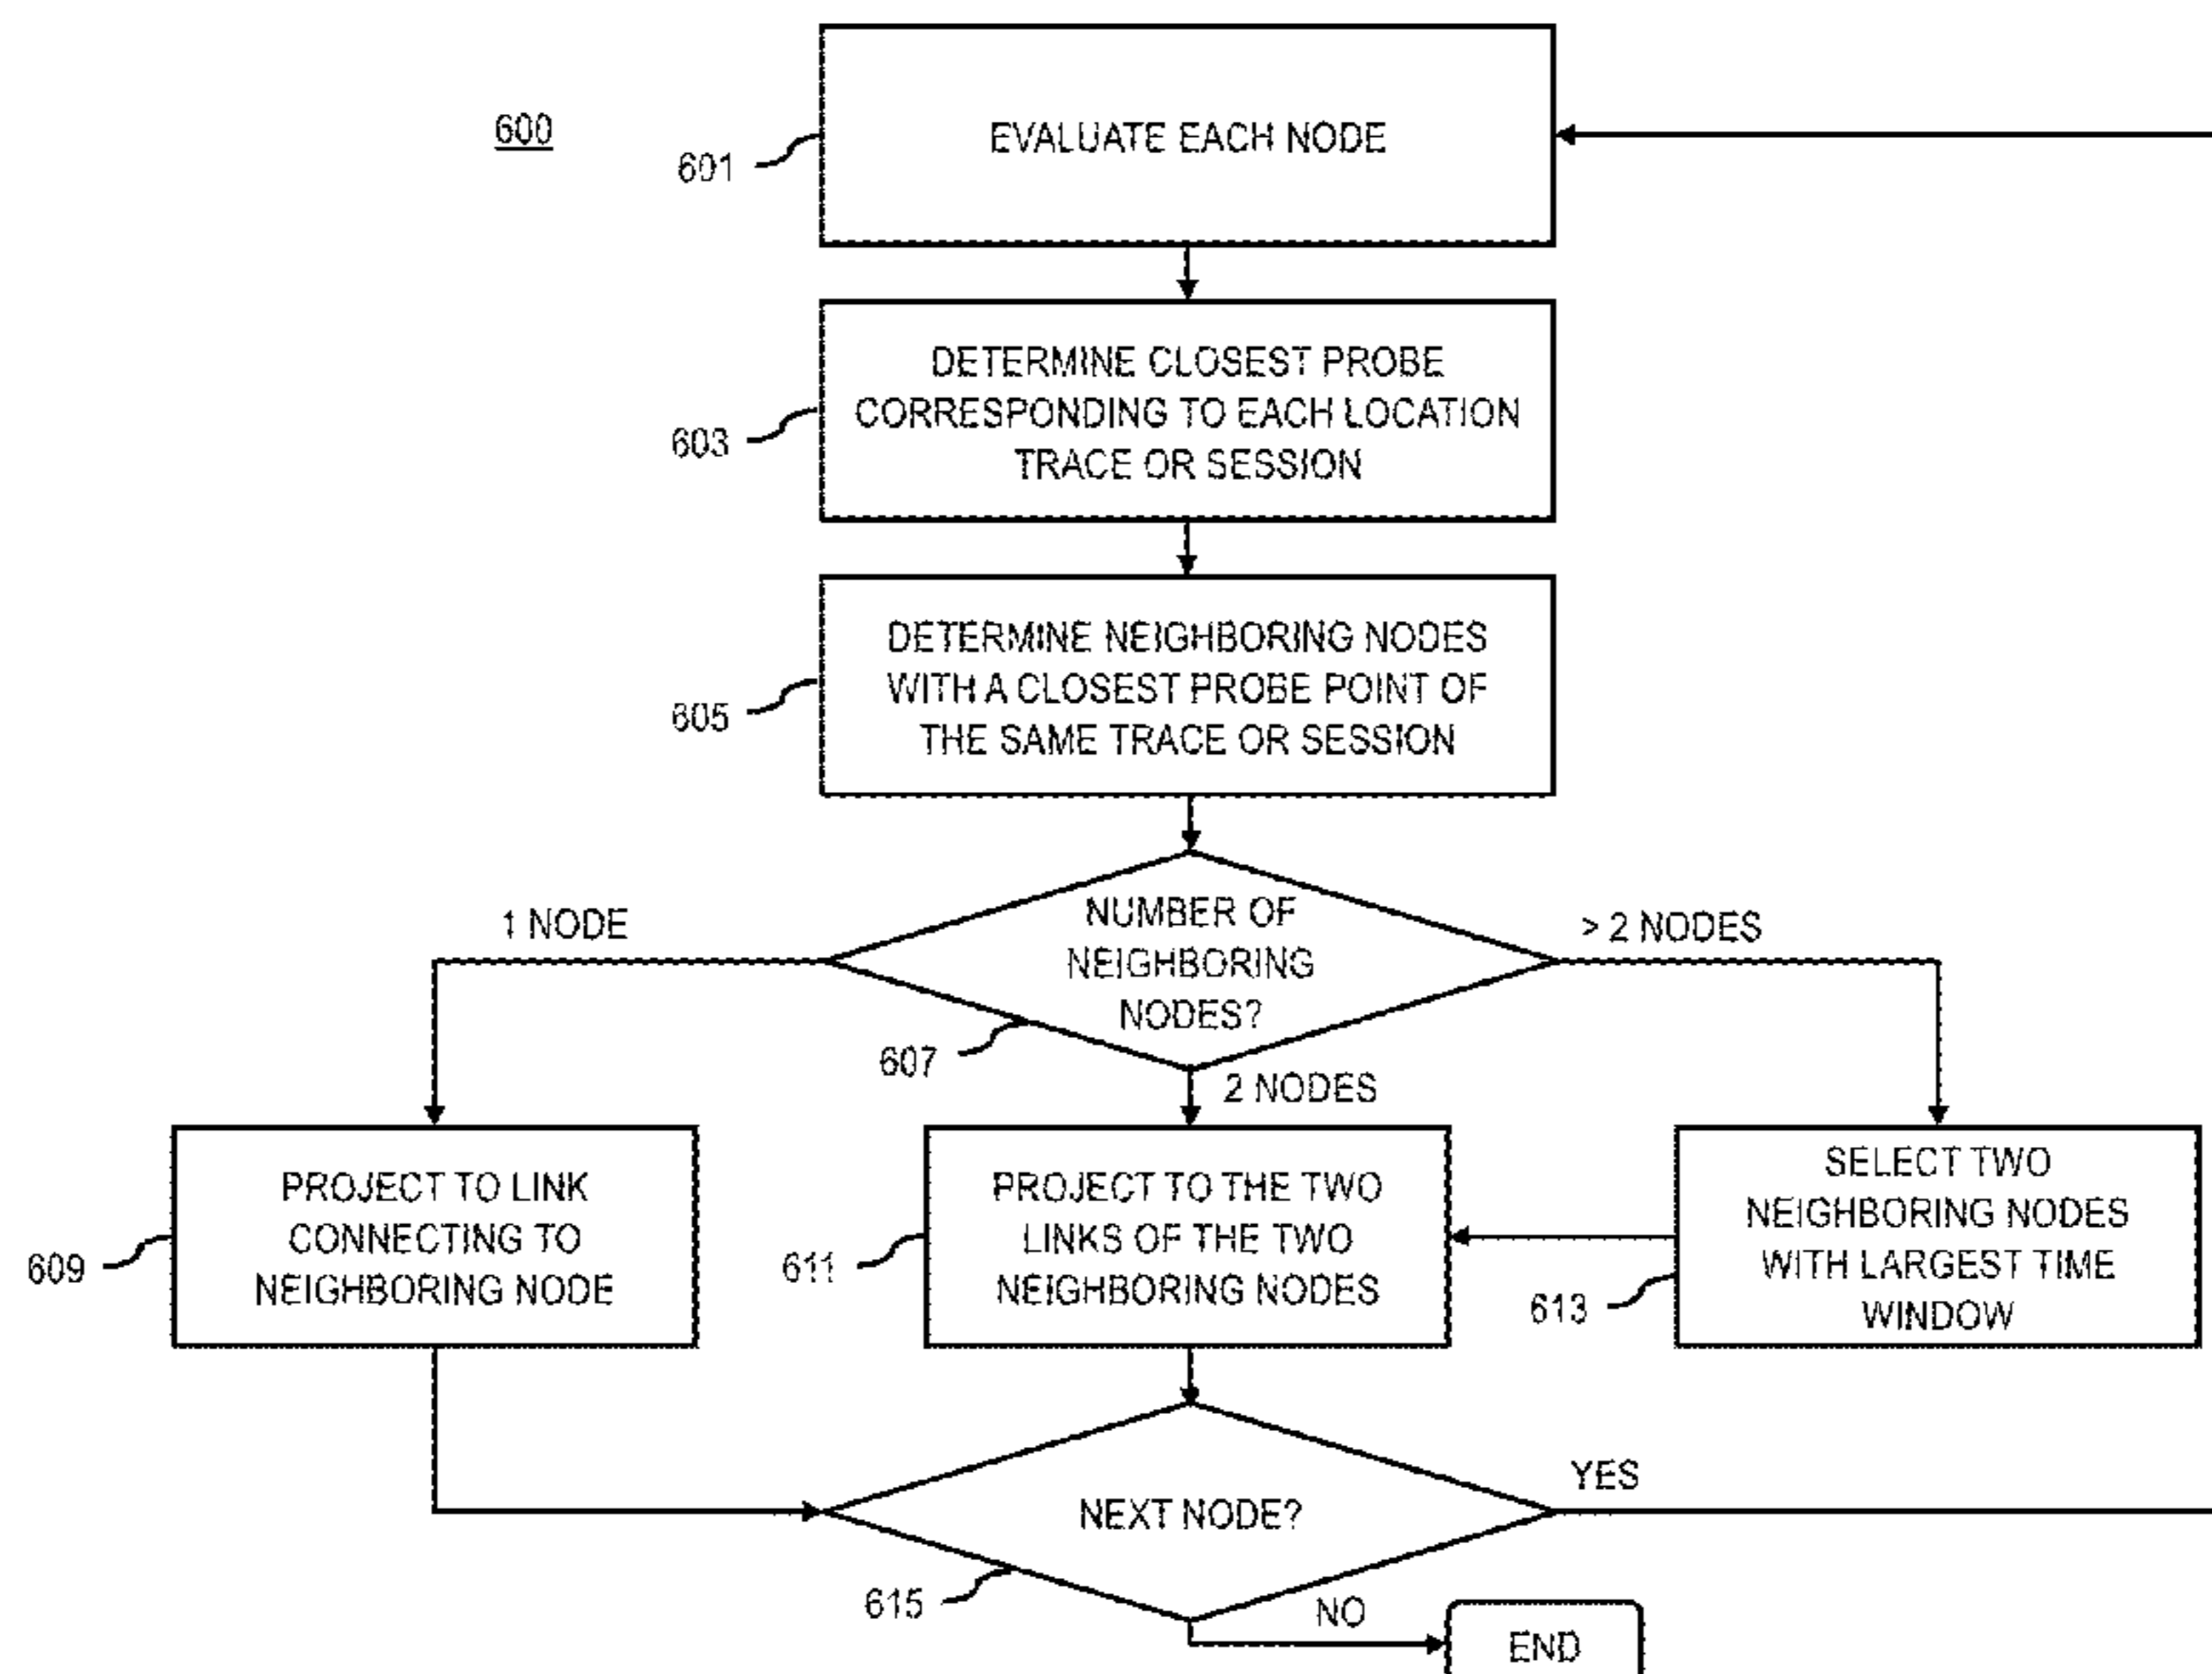 600
EVALUATE EACH NODE
601
DETERMINE CLOSEST PROBE
CORRESPONDING TO EACH LOCATION
TRACE OR SESSION
603
DETERMINE NEIGHBORING NODES
WITH A CLOSEST PROBE POINT OF
THE SAME TRACE OR SESSION
605
1 NODE
NUMBER OF
NEIGHBORING
NODES?
> 2 NODES
607
2 NODES
PROJECT TO LINK
CONNECTING TO
NEIGHBORING NODE
609
PROJECT TO THE TWO
LINKS OF THE TWO
NEIGHBORING NODES
611
SELECT TWO
NEIGHBORING NODES
WITH LARGEST TIME
WINDOW
613
NEXT NODE?
YES
615
NO
END